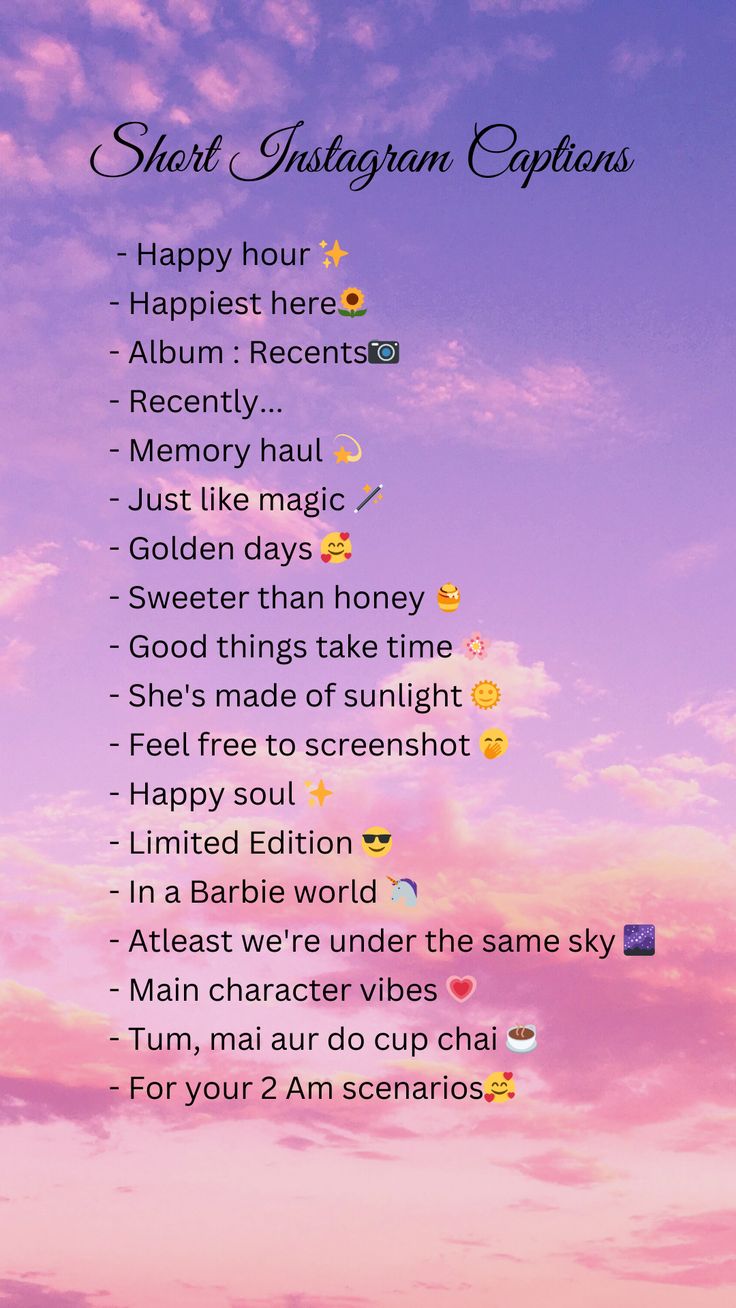 Short Instagram Captions
- Happy hour ✨
- Happiest here🌻
- Album : Recents📷
- Recently...
- Memory haul 💫
- Just like magic 🪄
- Golden days 🥰
- Sweeter than honey 🍯
- Good things take time 🌸
- She's made of sunlight 🌞
- Feel free to screenshot 🤭
- Happy soul ✨
- Limited Edition 😎
- In a Barbie world 🦄
- Atleast we're under the same sky 🌌
- Main character vibes 💗
- Tum, mai aur do cup chai ☕
- For your 2 Am scenarios🥰